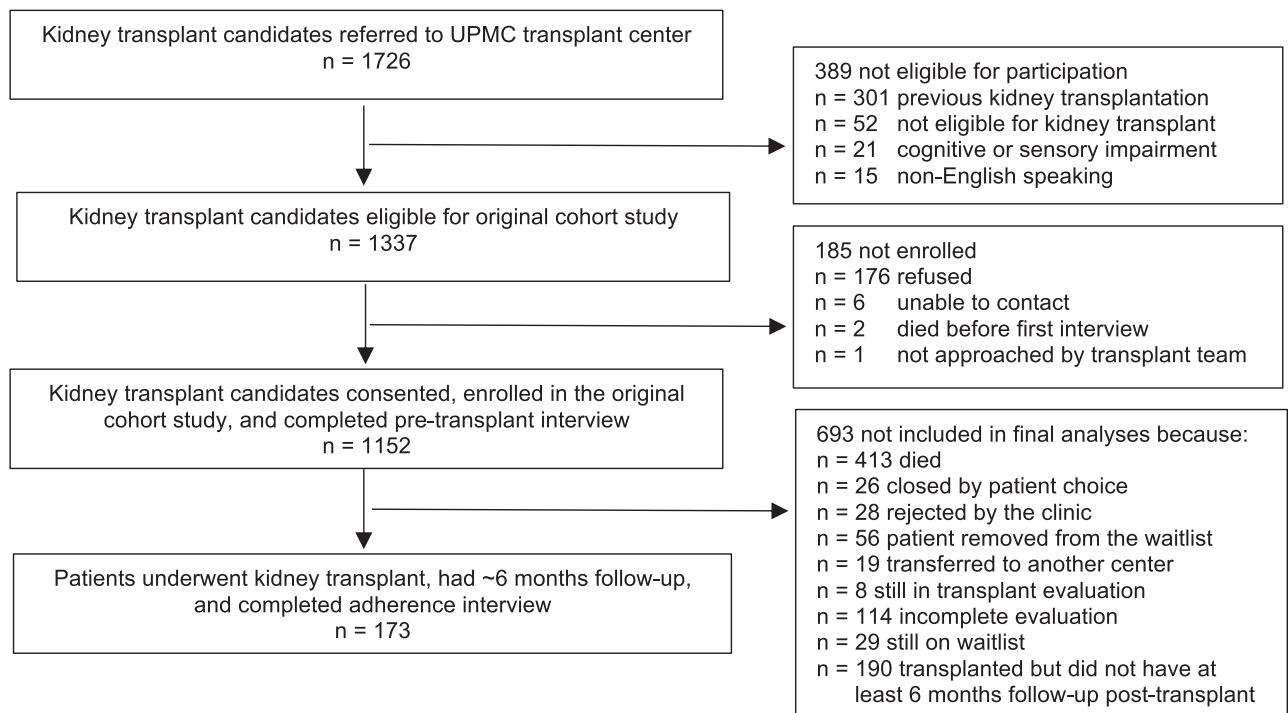 Kidney transplant candidates referred to UPMC transplant center
n = 1726
389 not eligible for participation
n = 301 previous kidney transplantation
n = 52 not eligible for kidney transplant
n = 21 cognitive or sensory impairment
n = 15 non-English speaking
Kidney transplant candidates eligible for original cohort study
n = 1337
185 not enrolled
n = 176 refused
n = 6 unable to contact
n = 2 died before first interview
n = 1 not approached by transplant team
Kidney transplant candidates consented, enrolled in the original
cohort study, and completed pre-transplant interview
n = 1152
693 not included in final analyses because:
n = 413 died
n = 26 closed by patient choice
n = 28 rejected by the clinic
n = 56 patient removed from the waitlist
n = 19 transferred to another center
n = 8 still in transplant evaluation
n = 114 incomplete evaluation
n = 29 still on waitlist
n = 190 transplanted but did not have at
least 6 months follow-up post-transplant
Patients underwent kidney transplant, had ~6 months follow-up,
and completed adherence interview
n = 173